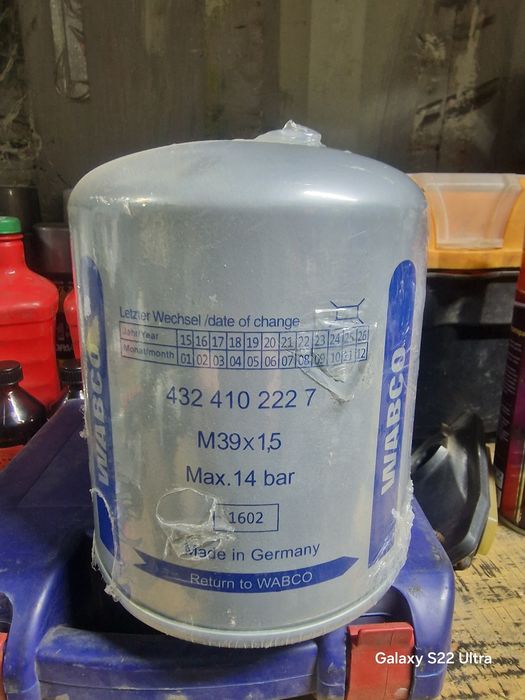 Letzter Wechsel /date of change
Jahr/Year 15 16 17 18 19 20 21 22 23 24 25 26
Monat/month 01 02 03 04 05 06 07 08 09 10 11 12
432 410 222 7
M39x1,5
Max.14 bar
1602
Made in Germany
Return to WABCO
WABCO
WABCO
Galaxy S22 Ultra